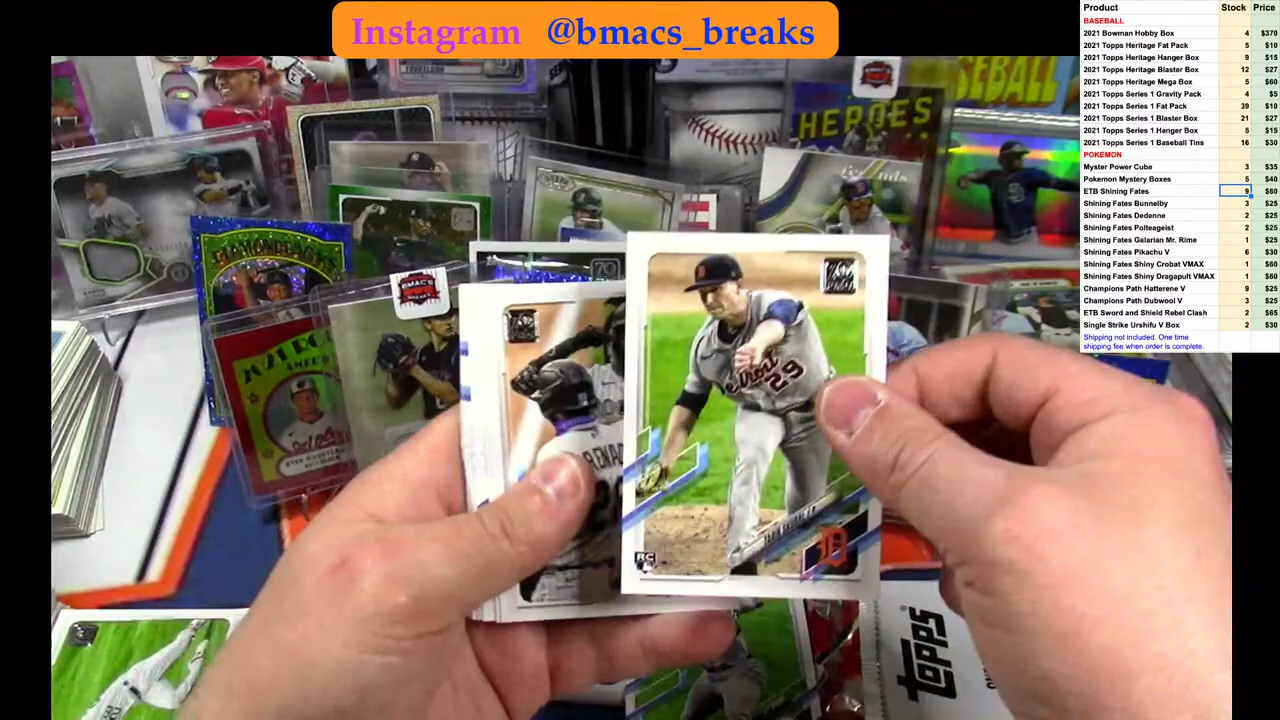 Instagram @bmacs_breaks
Product Stock Price
BASEBALL
2021 Bowman Hobby Box 4 $370
2021 Topps Heritage Fat Pack 5 $10
2021 Topps Heritage Hanger Box 9 $15
2021 Topps Heritage Blaster Box 12 $27
2021 Topps Heritage Mega Box 5 $60
2021 Topps Series 1 Gravity Pack 4 $5
2021 Topps Series 1 Fat Pack 39 $10
2021 Topps Series 1 Blaster Box 21 $27
2021 Topps Series 1 Hanger Box 5 $15
2021 Topps Series 1 Baseball Tins 16 $30
POKEMON
Myster Power Cube 3 $35
Pokemon Mystery Boxes 5 $40
ETB Shining Fates 9 $80
Shining Fates Bunnelby 3 $25
Shining Fates Dedenne 2 $25
Shining Fates Polteageist 2 $25
Shining Fates Galarian Mr. Rime 1 $25
Shining Fates Pikachu V 6 $30
Shining Fates Shiny Crobat VMAX 1 $60
Shining Fates Shiny Dragapult VMAX 1 $60
Champions Path Hatterene V 9 $25
Champions Path Dubwool V 3 $25
ETB Sword and Shield Rebel Clash 2 $65
Single Strike Urshifu V Box 2 $30
Shipping not included. One time
shipping fee when order is complete.
BASEBALL
HEROES
DIAMONDBACKS
70
Detroit
29
D
RC
TOPPS